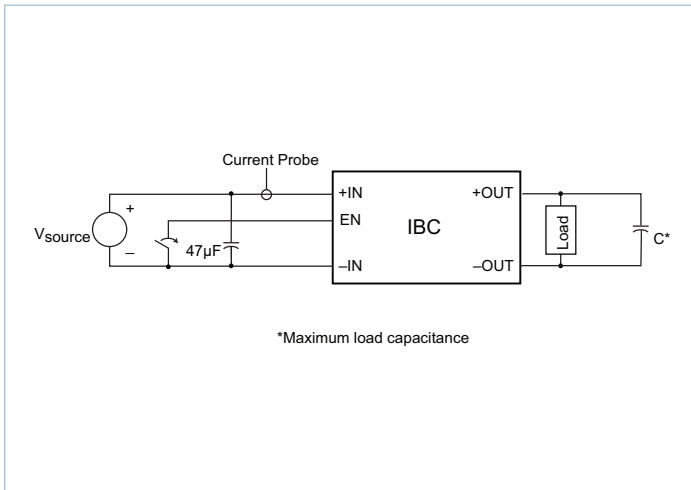 Current Probe
+IN
+OUT
+
EN
IBC
Vsource
47µF
Load
C*
–
–IN
–OUT
*Maximum load capacitance